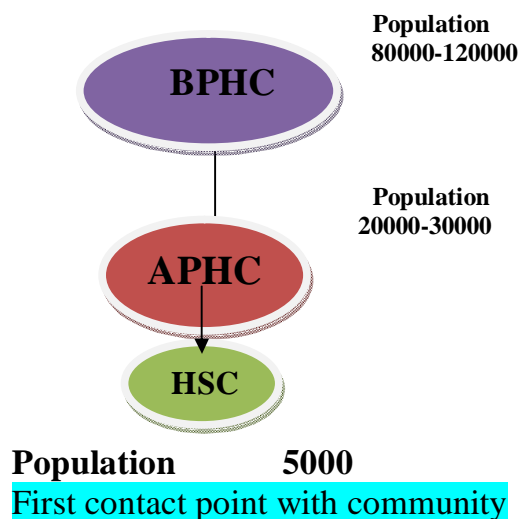 Population
80000-120000
BPHC
Population
20000-30000
APHC
HSC
Population 5000
First contact point with community